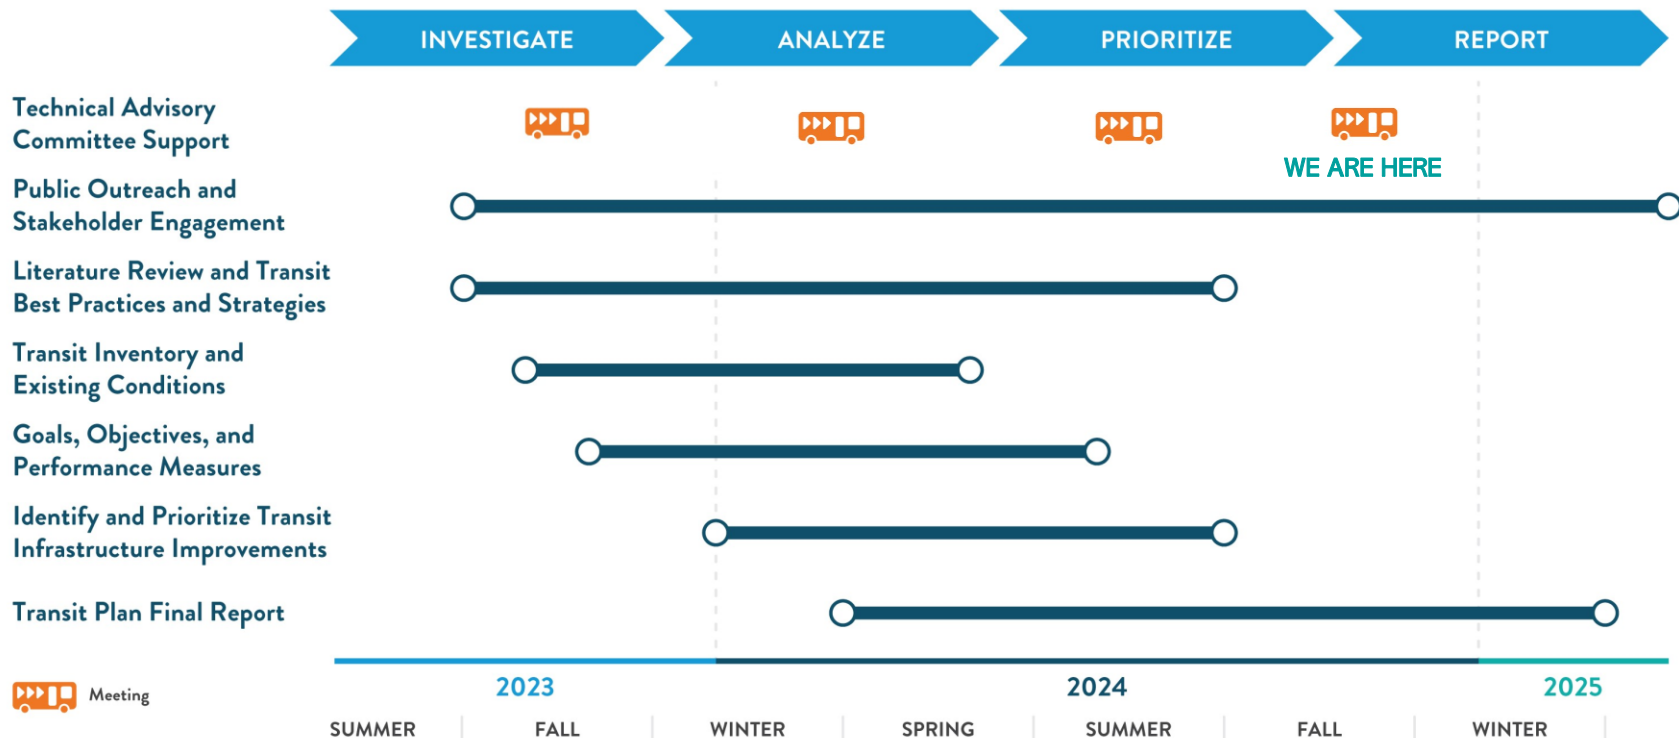 INVESTIGATE
ANALYZE
PRIORITIZE
REPORT
Technical Advisory
Committee Support
WE ARE HERE
Public Outreach and
Stakeholder Engagement
Literature Review and Transit
Best Practices and Strategies
Transit Inventory and
Existing Conditions
Goals, Objectives, and
Performance Measures
Identify and Prioritize Transit
Infrastructure Improvements
Transit Plan Final Report
Meeting
2023
2024
2025
SUMMER
FALL
WINTER
SPRING
SUMMER
FALL
WINTER